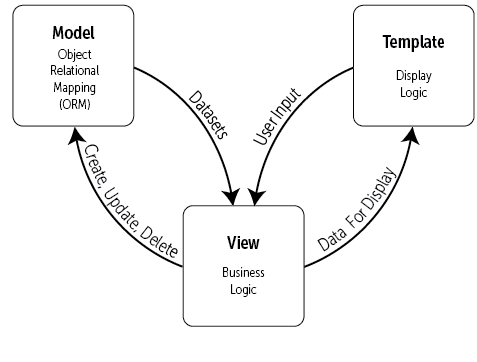 Model
Object
Relational
Mapping
(ORM)
Template
Display
Logic
Datasets
User Input
Create, Update, Delete
Data For Display
View
Business
Logic